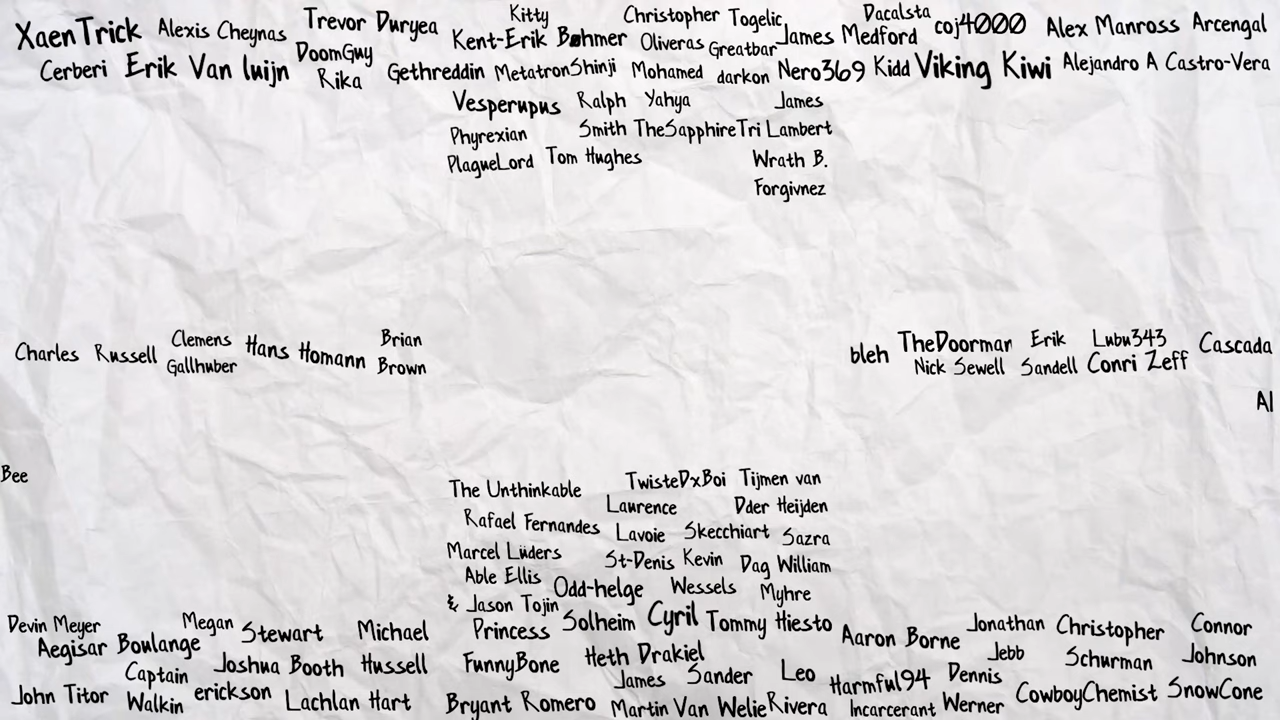 XaenTrick Alexis Cheynas Trevor Duryea Kitty Kent-Erik Bøhmer Christopher Oliveras Togelic Greatbar James Medford Dacalsta coj4000 Alex Manross Arcengal
Cerberi Erik Van luijn DoomGuy Rika Gethreddin Metatron Shinji Mohamed darkon Nero369 Kidd Viking Kiwi Alejandro A Castro-Vera
Vesperupus Ralph Yahya James
Phyrexian Smith TheSapphireTri Lambert
PlagueLord Tom Hughes Wrath B.
Forgivnez
Charles Russell Clemens Gallhuber Hans Homann Brian Brown
bleh TheDoorman Erik Lubu343 Cascada
Nick Sewell Sandell Conri Zeff
Al
Bee
The Unthinkable TwisteDxBoi Tijmen van
Laurence Dder Heijden
Rafael Fernandes Lavoie Skecchiart Sazra
Marcel Lüders St-Denis Kevin Dag William
Able Ellis Odd-helge Wessels Myhre
& Jason Tojin Solheim Cyril Tommy Hiesto
Devin Meyer Megan Stewart Michael Princess Aaron Borne Jonathan Christopher Connor
Aegisar Boulange Joshua Booth Hussell FunnyBone Heth Drakiel Jebb Schurman Johnson
Captain James Sander Leo Harmful94 Dennis
John Titor Walkin erickson Lachlan Hart Bryant Romero Martin Van Welie Rivera Incarcerant Werner CowboyChemist SnowCone